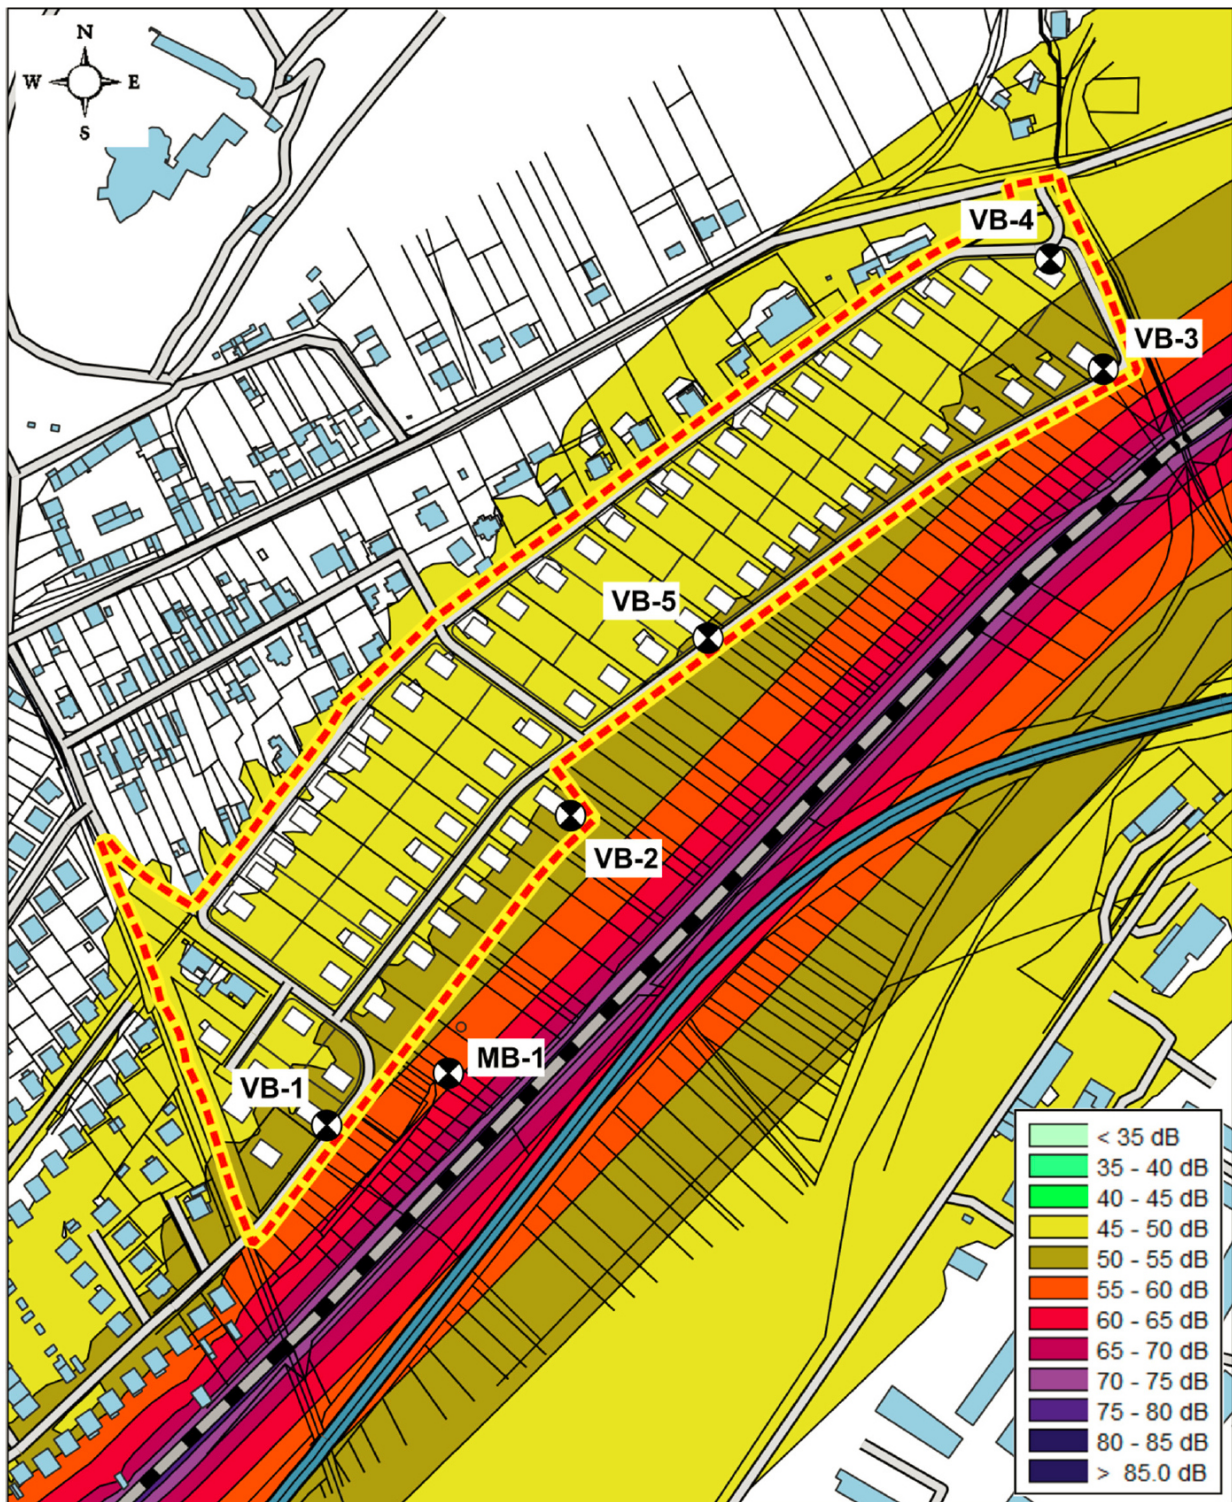 N
W E
S
VB-4
VB-3
VB-5
VB-2
MB-1
VB-1
< 35 dB
35 - 40 dB
40 - 45 dB
45 - 50 dB
50 - 55 dB
55 - 60 dB
60 - 65 dB
65 - 70 dB
70 - 75 dB
75 - 80 dB
80 - 85 dB
> 85.0 dB